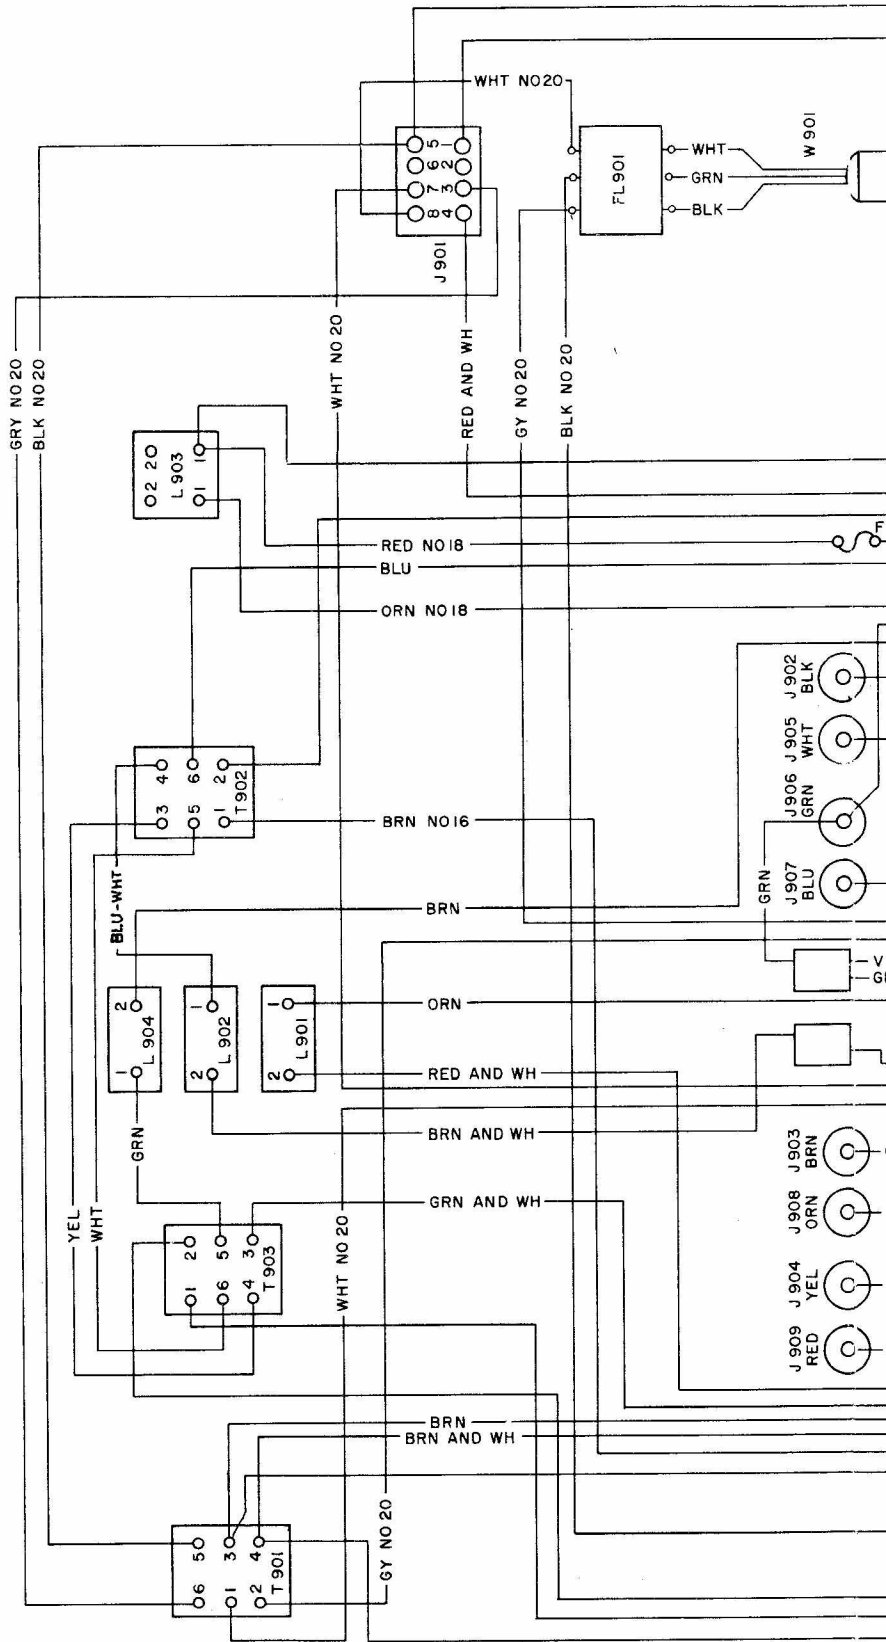 WHT NO20
5
1
6
2
7
3
8
4
J901
FL901
WHT
GRN
BLK
W901
GRY NO20
BLK NO20
WHT NO20
RED AND WH
GY NO20
BLK NO20
2
2
1
1
L903
RED NO18
BLU
ORN NO18
F
J902
BLK
J905
WHT
J906
GRN
J907
BLU
GRN
4
6
2
3
5
1
T902
BRN NO16
BLU-WHT
BRN
V
2
1
L904
1
2
L902
1
2
L901
ORN
RED AND WH
BRN AND WH
GRN
YEL
WHT
GRN AND WH
WHT NO20
2
5
3
1
6
4
T903
J903
BRN
J908
ORN
J904
YEL
J909
RED
BRN
BRN AND WH
GY NO20
5
3
4
6
1
2
T901